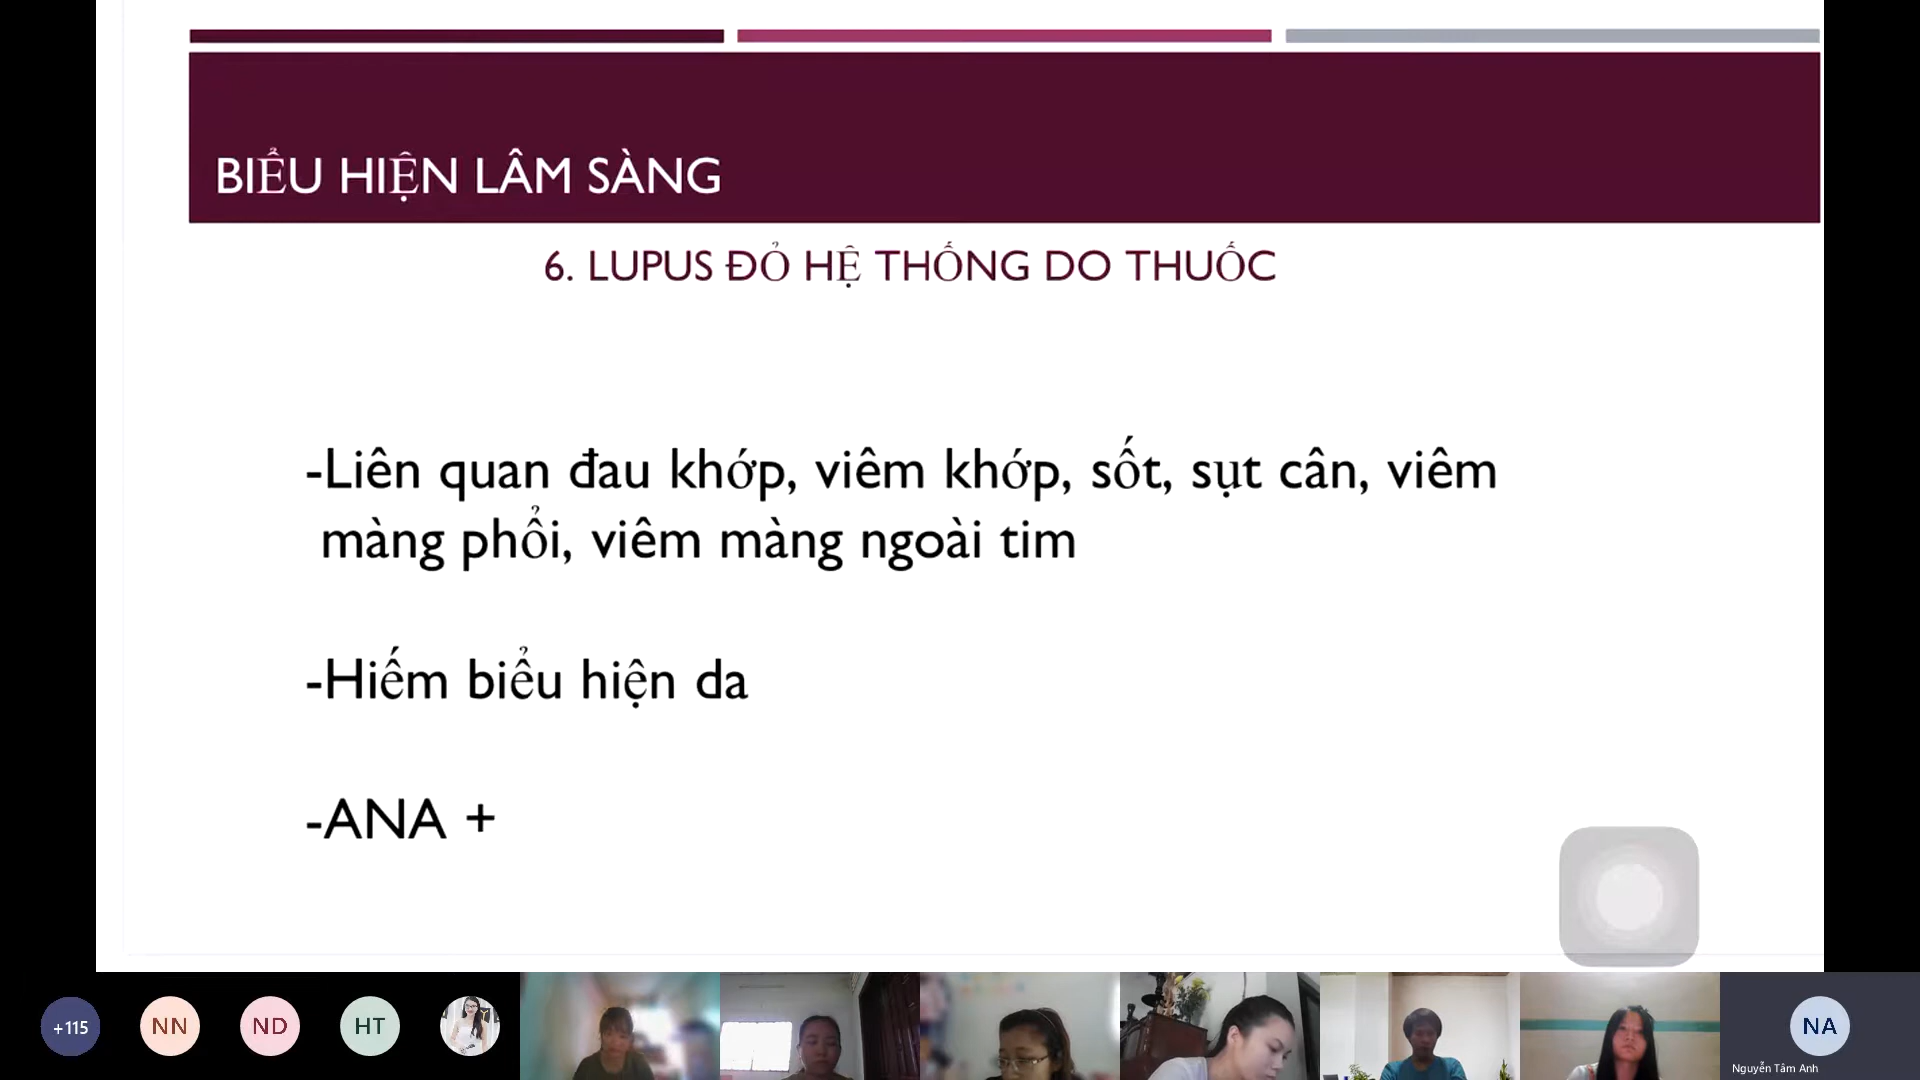 BIỂU HIỆN LÂM SÀNG
6. LUPUS ĐỎ HỆ THỐNG DO THUỐC
-Liên quan đau khớp, viêm khớp, sốt, sụt cân, viêm
màng phổi, viêm màng ngoài tim
-Hiếm biểu hiện da
-ANA +
+115
NN
ND
HT
NA
Nguyễn Tâm Anh